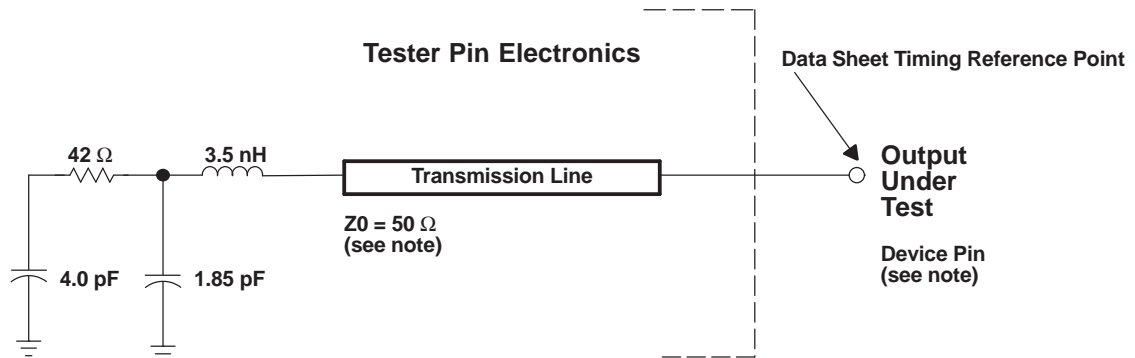 Tester Pin Electronics
Data Sheet Timing Reference Point
42 Ω
3.5 nH
Transmission Line
Output
Under
Test
Z0 = 50 Ω
(see note)
Device Pin
(see note)
4.0 pF
1.85 pF